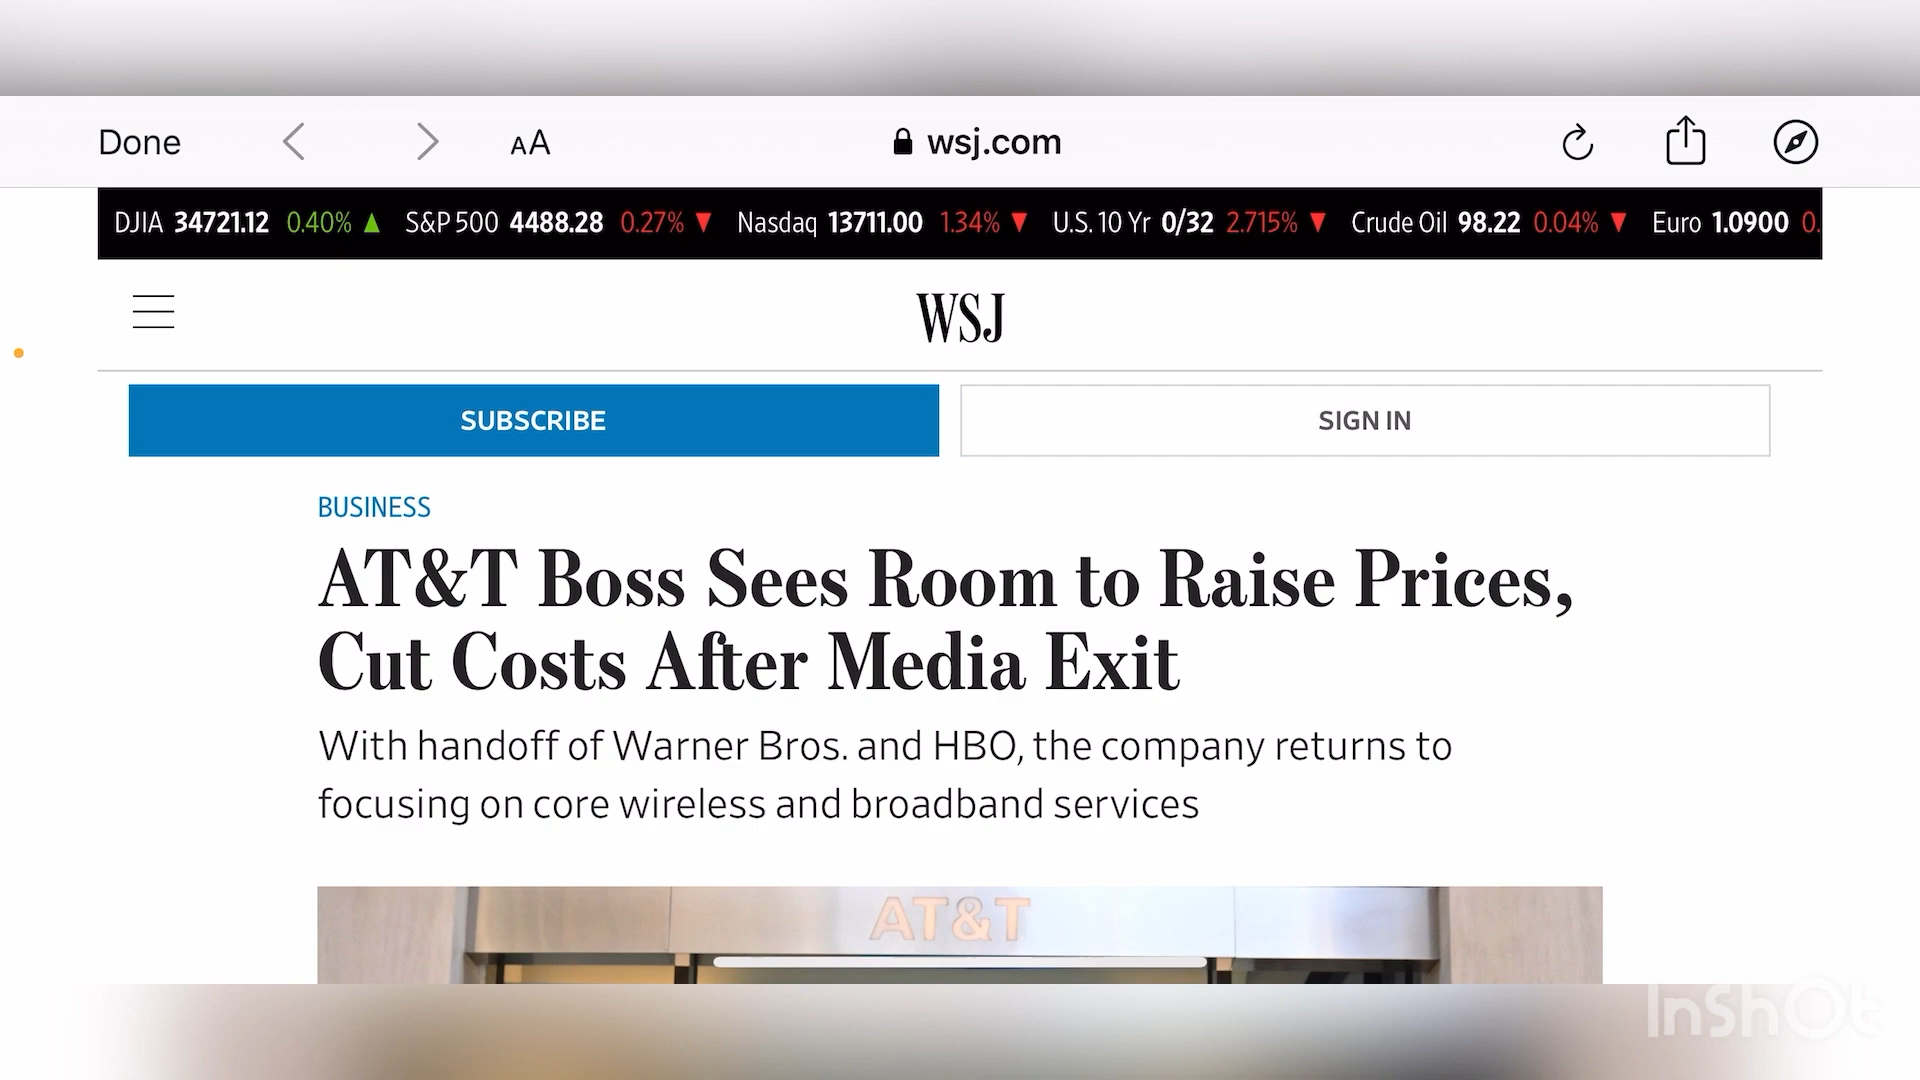 Done AA wsj.com
DJIA 34721.12 0.40% ▲ S&P 500 4488.28 0.27% ▼ Nasdaq 13711.00 1.34% ▼ U.S. 10 Yr 0/32 2.715% ▼ Crude Oil 98.22 0.04% ▼ Euro 1.0900 0.
WSJ
SUBSCRIBE SIGN IN
BUSINESS
AT&T Boss Sees Room to Raise Prices,
Cut Costs After Media Exit
With handoff of Warner Bros. and HBO, the company returns to
focusing on core wireless and broadband services
AT&T
InShOt